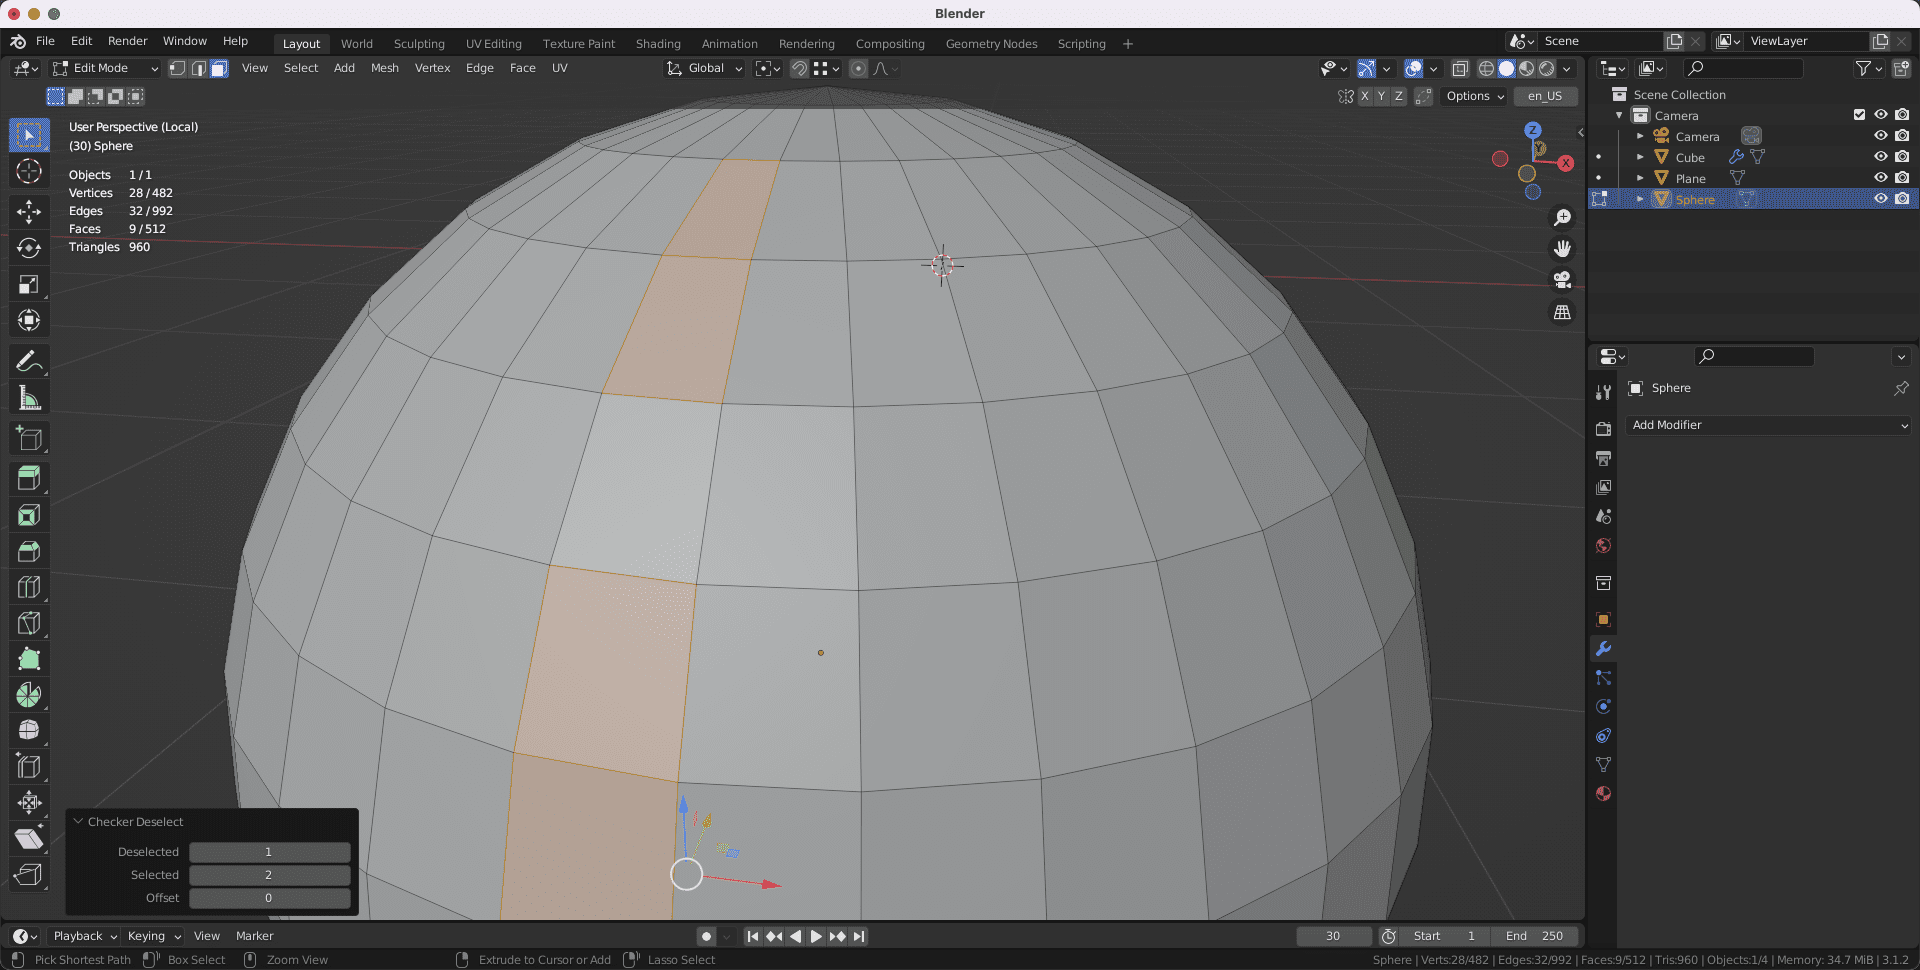 Blender
File Edit Render Window Help
Layout World Sculpting UV Editing Texture Paint Shading Animation Rendering Compositing Geometry Nodes Scripting +
Scene
ViewLayer
Edit Mode View Select Add Mesh Vertex Edge Face UV
Global
X Y Z
Options
en_US
User Perspective (Local)
(30) Sphere
Objects 1 / 1
Vertices 28 / 482
Edges 32 / 992
Faces 9 / 512
Triangles 960
Z
X
Scene Collection
Camera
Camera
Cube
Plane
Sphere
Sphere
Add Modifier
Checker Deselect
Deselected 1
Selected 2
Offset 0
Playback Keying View Marker
30
Start 1
End 250
Pick Shortest Path Box Select Zoom View Extrude to Cursor or Add Lasso Select
Sphere | Verts:28/482 | Edges:32/992 | Faces:9/512 | Tris:960 | Objects:1/4 | Memory: 34.7 MiB | 3.1.2